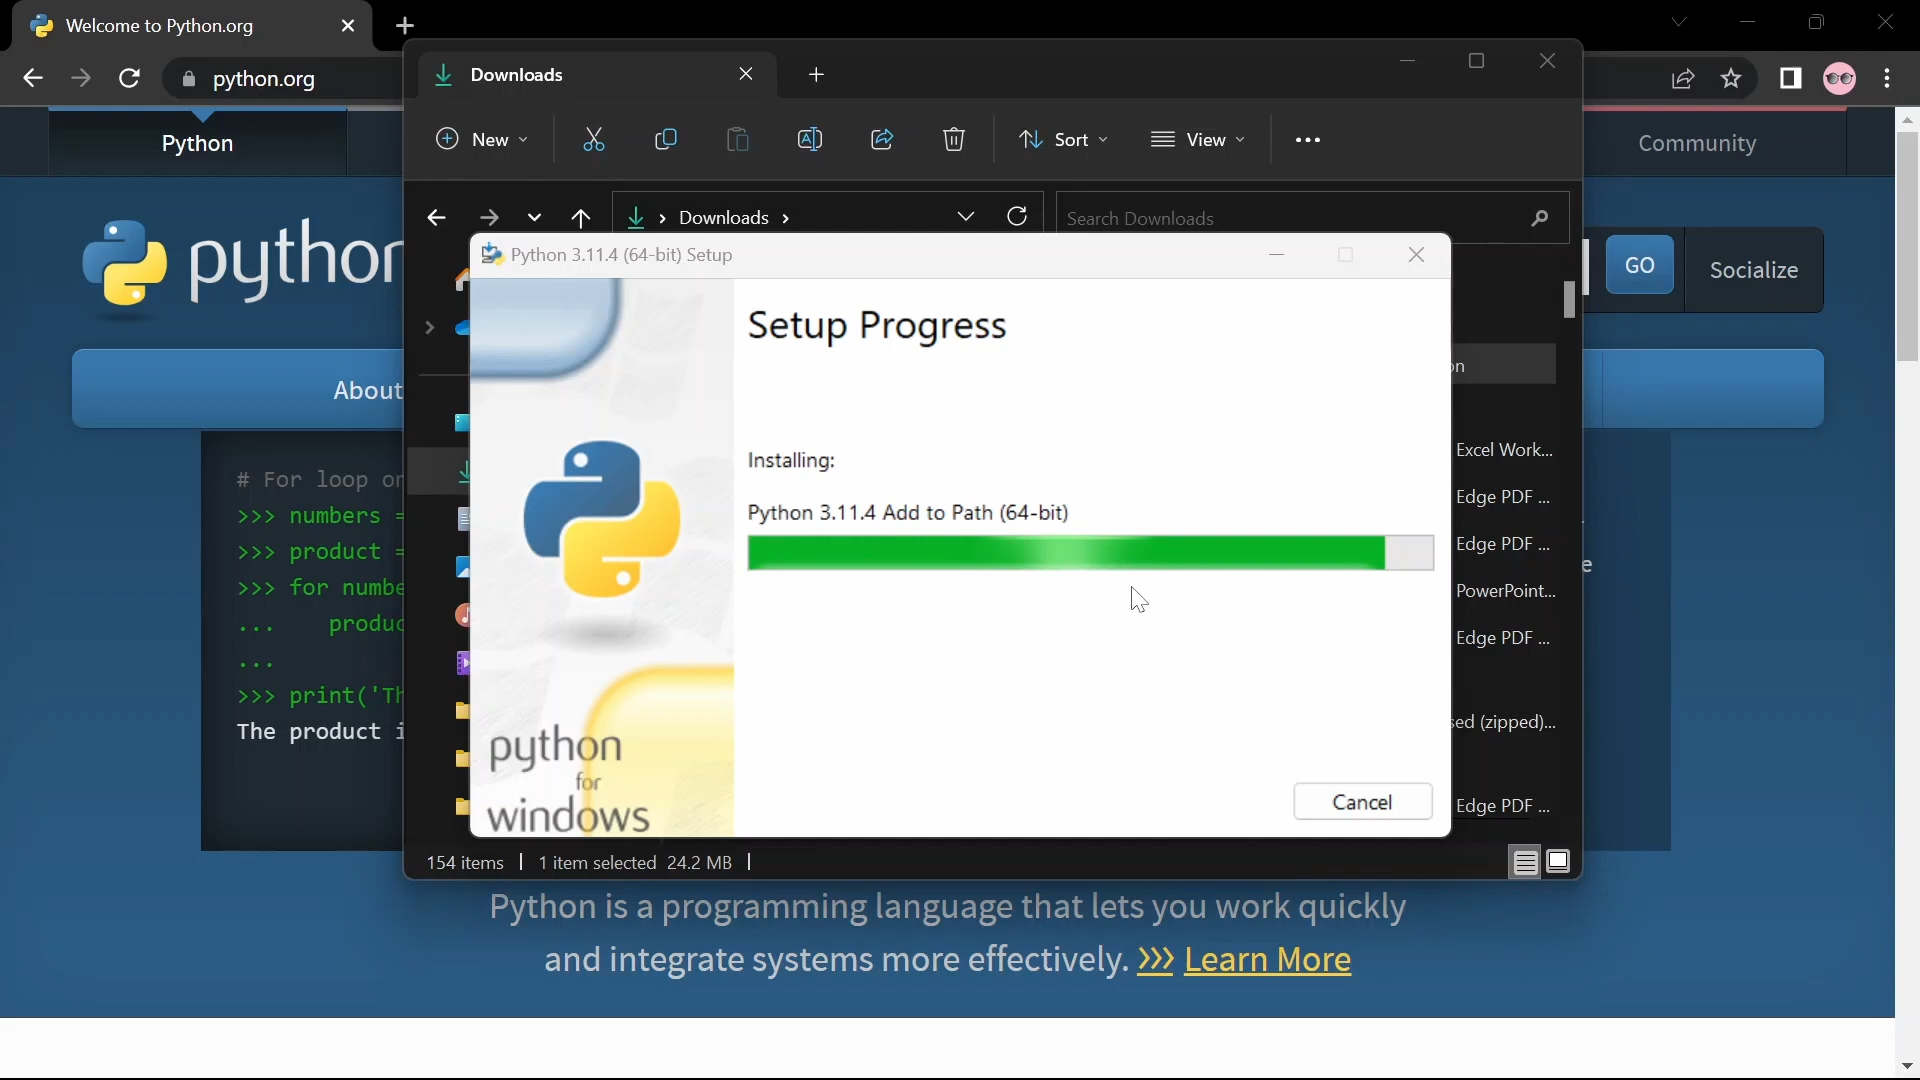 Welcome to Python.org
python.org
Downloads
New
Sort
View
Downloads
Search Downloads
Python
Community
python
GO
Socialize
About
# For loop
>>> numbers =
>>> product =
>>> for
...
...
>>> print('
The product
Python 3.11.4 (64-bit) Setup
Setup Progress
Installing:
Python 3.11.4 Add to Path (64-bit)
Cancel
python
for
windows
Excel Work...
Edge PDF ...
Edge PDF ...
PowerPoint...
Edge PDF ...
(zipped)...
Edge PDF ...
154 items
1 item selected 24.2 MB
Python is a programming language that lets you work quickly
and integrate systems more effectively. >>> Learn More